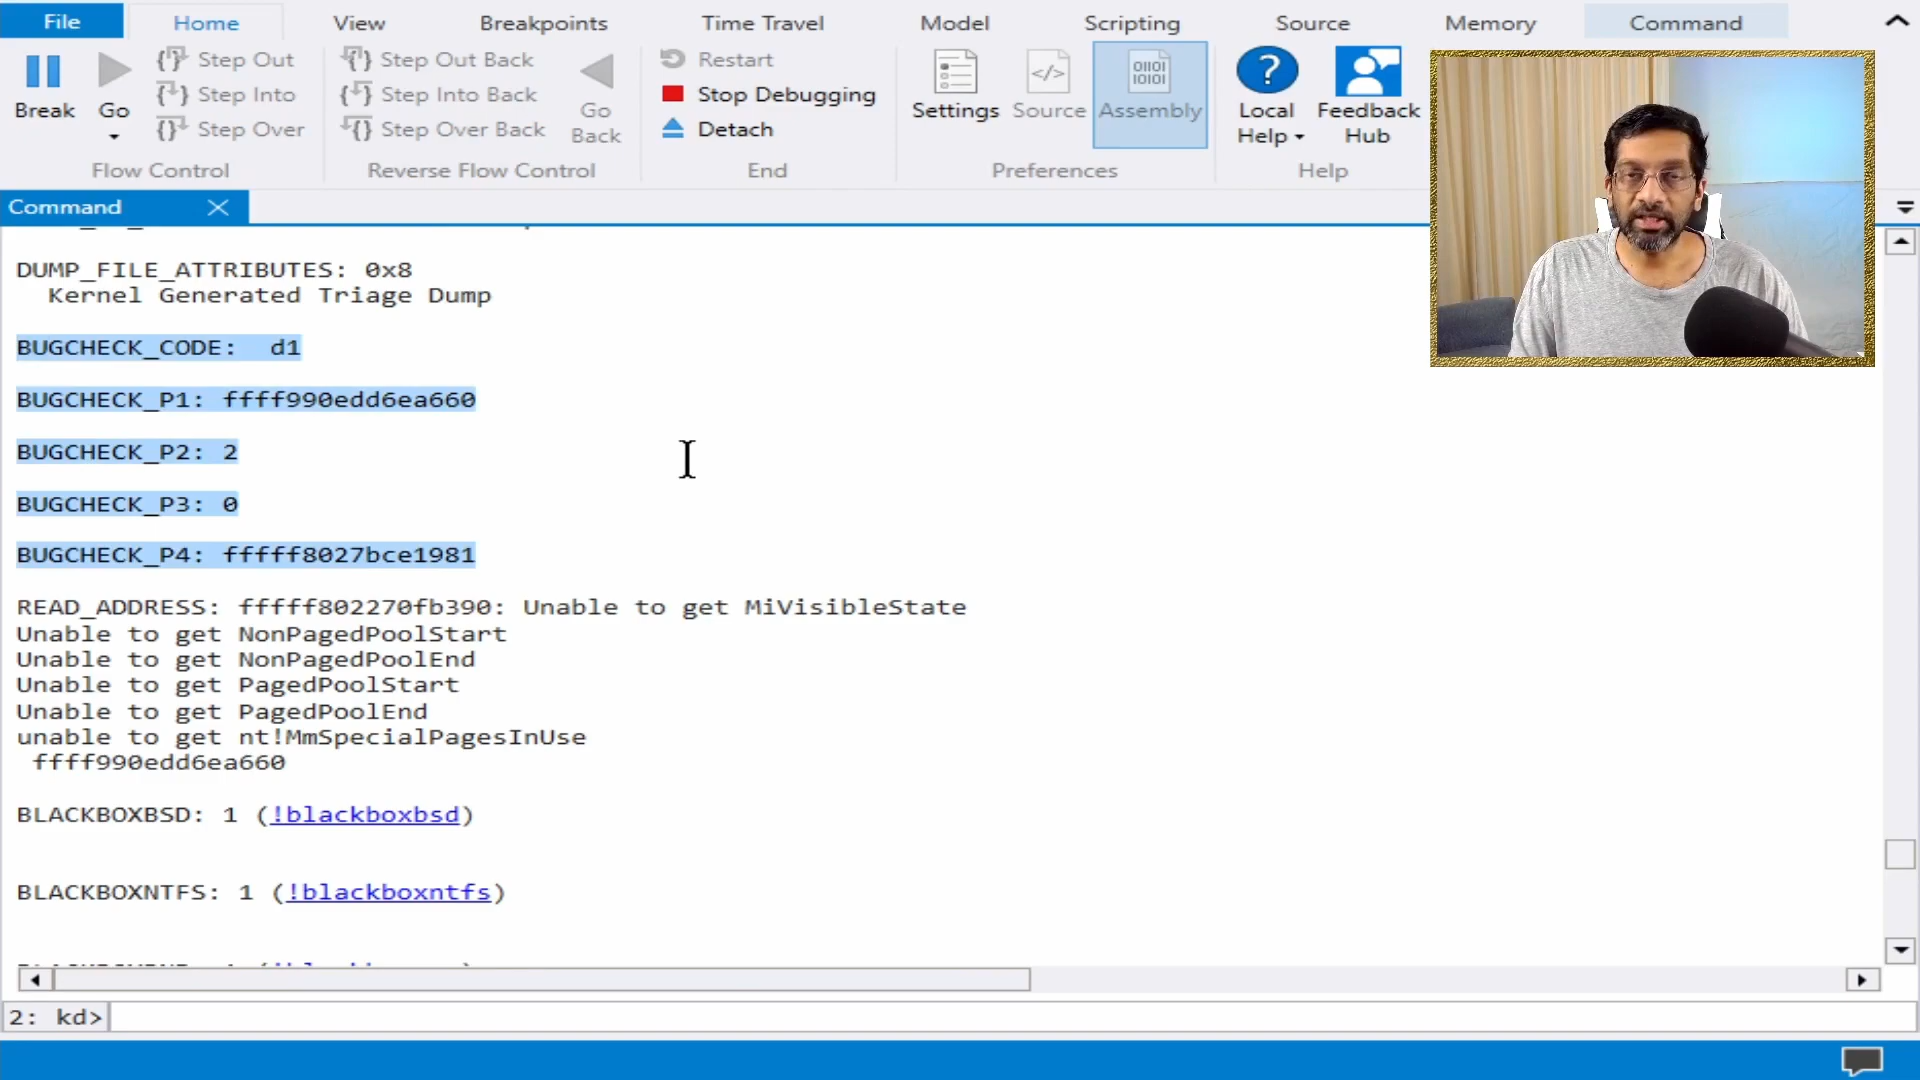 File Home View Breakpoints Time Travel Model Scripting Source Memory Command
Step Out Step Out Back Restart
Step Into Step Into Back Stop Debugging
Break Go Settings Source Assembly Local Help Feedback Hub
Step Over Step Over Back Go Back Detach
Flow Control Reverse Flow Control End Preferences Help
Command
DUMP_FILE_ATTRIBUTES: 0x8
Kernel Generated Triage Dump
BUGCHECK_CODE: d1
BUGCHECK_P1: ffff990edd6ea660
BUGCHECK_P2: 2
BUGCHECK_P3: 0
BUGCHECK_P4: fffff8027bce1981
READ_ADDRESS: fffff802270fb390: Unable to get MiVisibleState
Unable to get NonPagedPoolStart
Unable to get NonPagedPoolEnd
Unable to get PagedPoolStart
Unable to get PagedPoolEnd
unable to get nt!MmSpecialPagesInUse
ffff990edd6ea660
BLACKBOXBSD: 1 (!blackboxbsd)
BLACKBOXNTFS: 1 (!blackboxntfs)
2: kd>